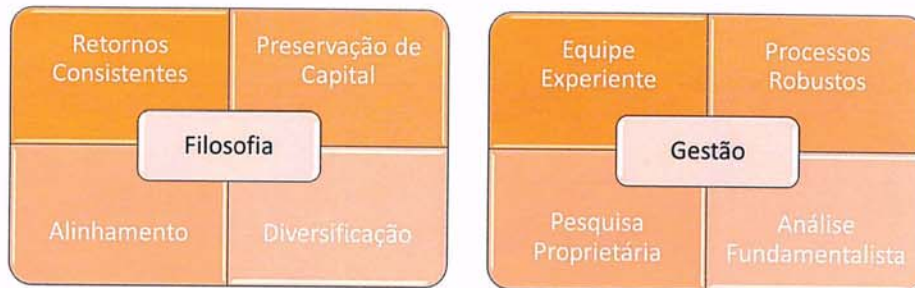 Retornos
Consistentes
Preservação de
Capital
Filosofia
Alinhamento
Diversificação
Equipe
Experiente
Processos
Robustos
Gestão
Pesquisa
Proprietária
Análise
Fundamentalista